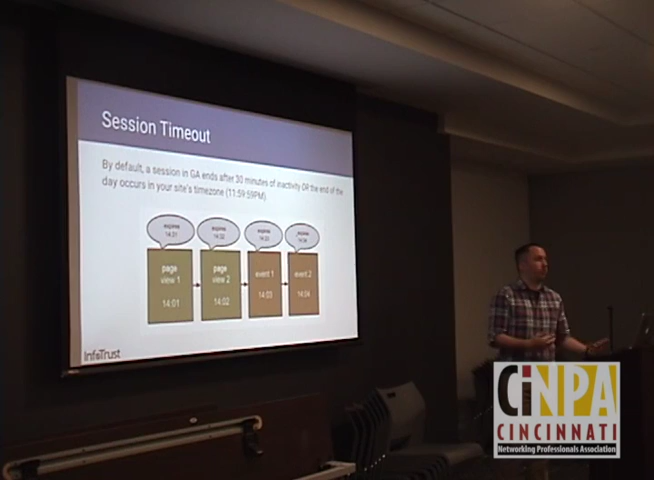 Session Timeout
By default, a session in GA ends after 30 minutes of inactivity OR the end of the
day occurs in your site's timezone (11:59:59PM).
expires
14:31
expires
14:32
expires
14:33
expires
14:34
page
view 1
14:01
page
view 2
14:02
event 1
14:03
event 2
14:04
InfoTrust
CiNPA
CINCINNATI
Networking Professionals Association